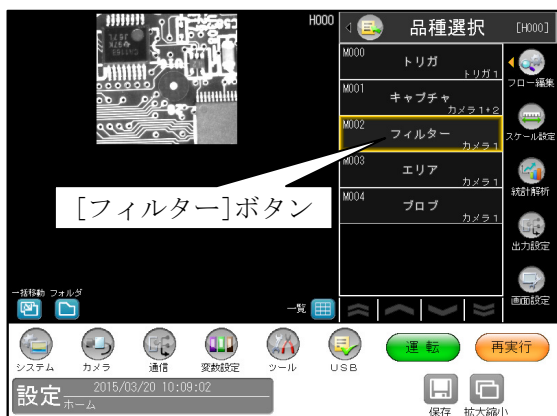 H000
品種選択
[H000]
M000
トリガ
トリガ1
M001
キャプチャ
カメラ1+2
M002
フィルター
カメラ1
M003
エリア
カメラ1
M004
ブロブ
カメラ1
フロー編集
スケール設定
統計解析
出力設定
画面設定
[フィルター]ボタン
一括移動 フォルダ
一覧
システム カメラ 通信 変数設定 ツール USB
運転 再実行
設定 2015/03/20 10:09:02
ホーム
保存 拡大縮小